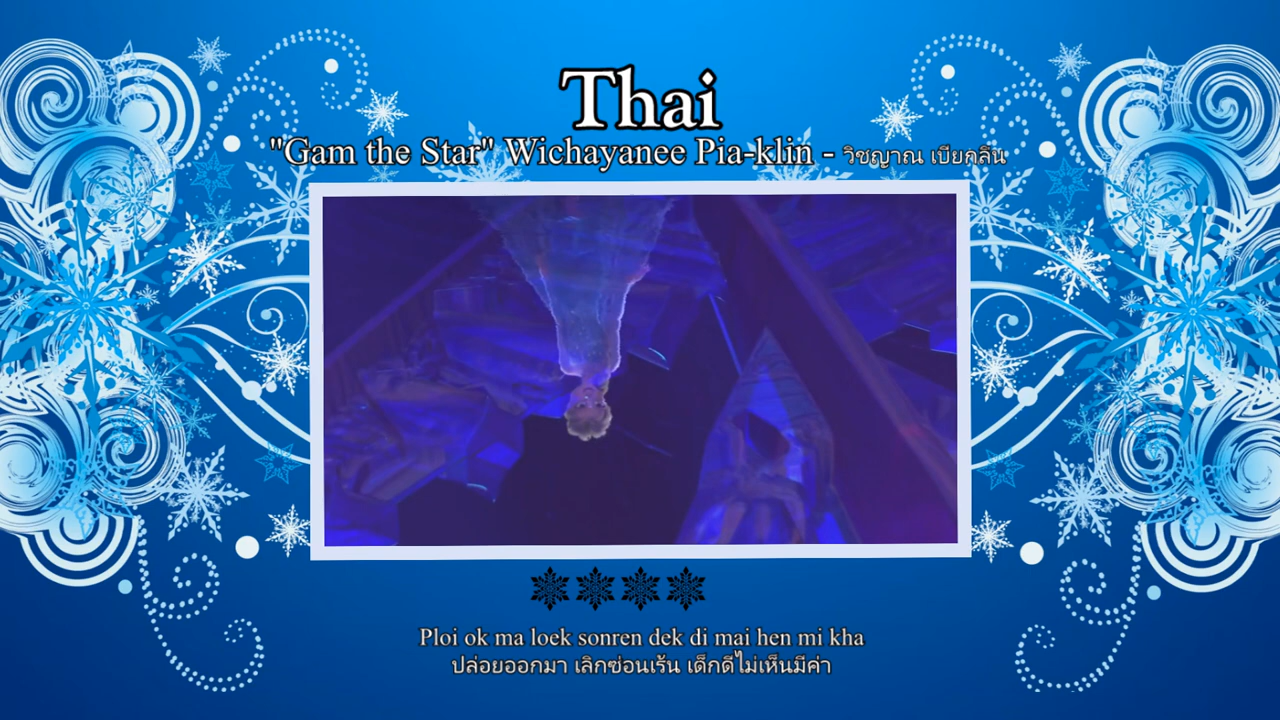 Thai
"Gam the Star" Wichayanee Pia-klin - วิชญาณี เปียกลิ่น
Ploi ok ma loek sonren dek di mai hen mi kha
ปล่อยออกมา เลิกซ่อนเร้น เด็กดีไม่เห็นมีค่า